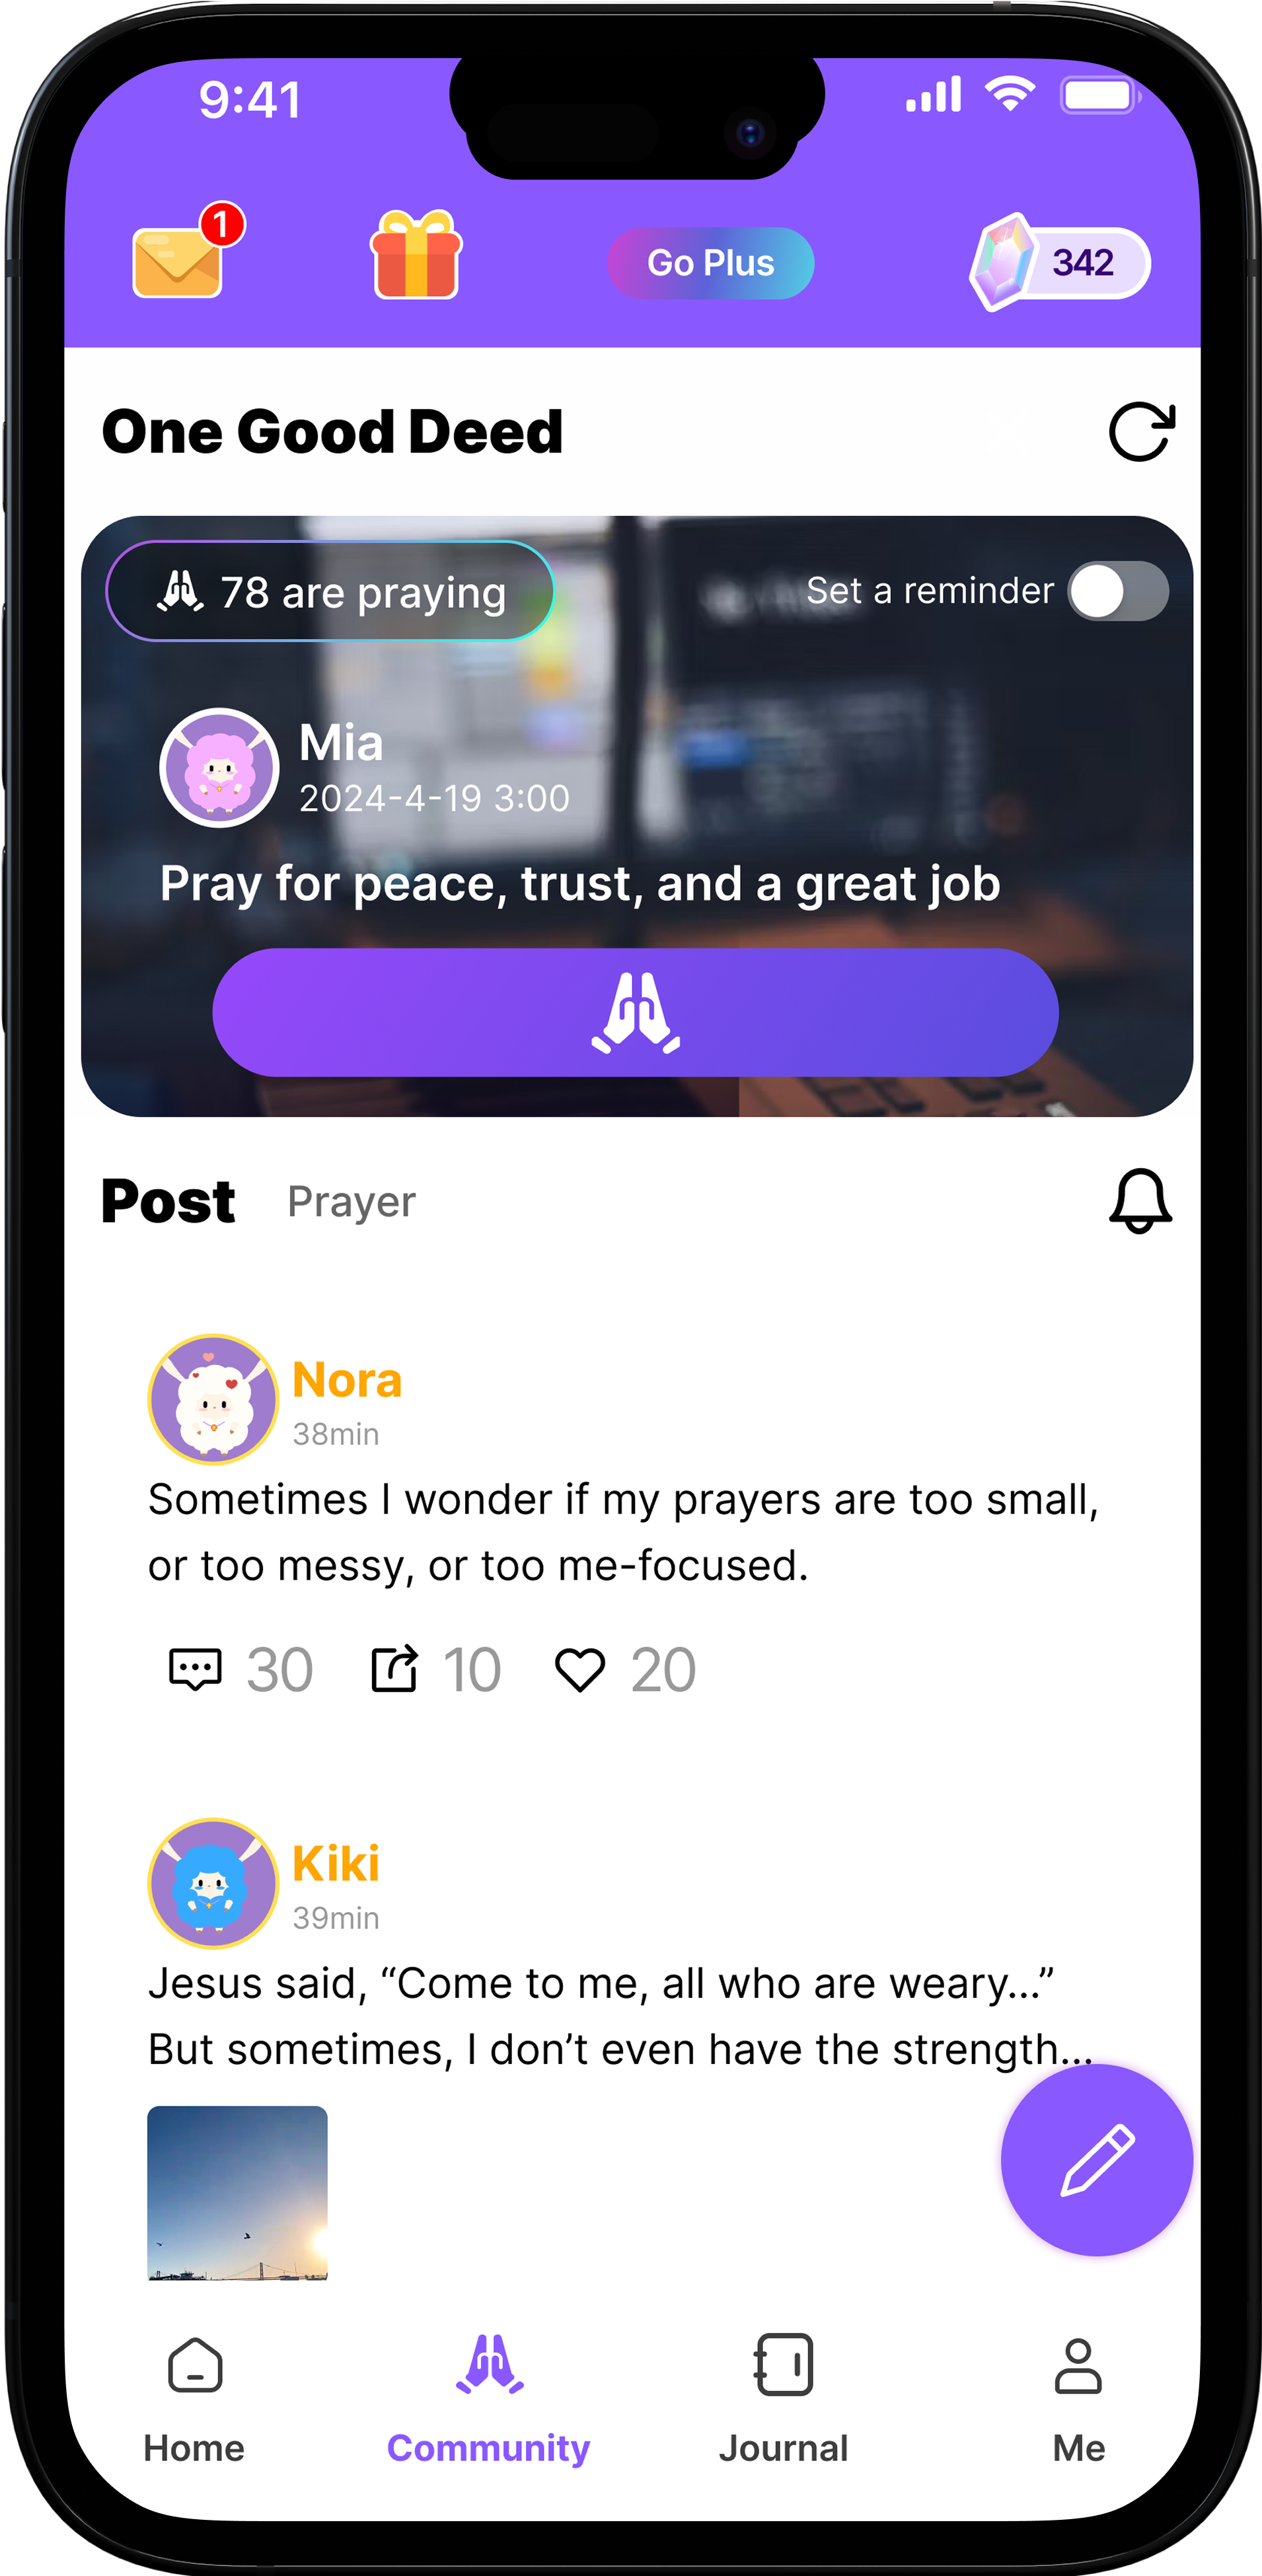 9:41
1
Go Plus
342
One Good Deed
78 are praying
Set a reminder
Mia
2024-4-19 3:00
Pray for peace, trust, and a great job
Post Prayer
Nora
38min
Sometimes I wonder if my prayers are too small,
or too messy, or too me-focused.
30 10 20
Kiki
39min
Jesus said, “Come to me, all who are weary...”
But sometimes, I don’t even have the strength...
Home Community Journal Me